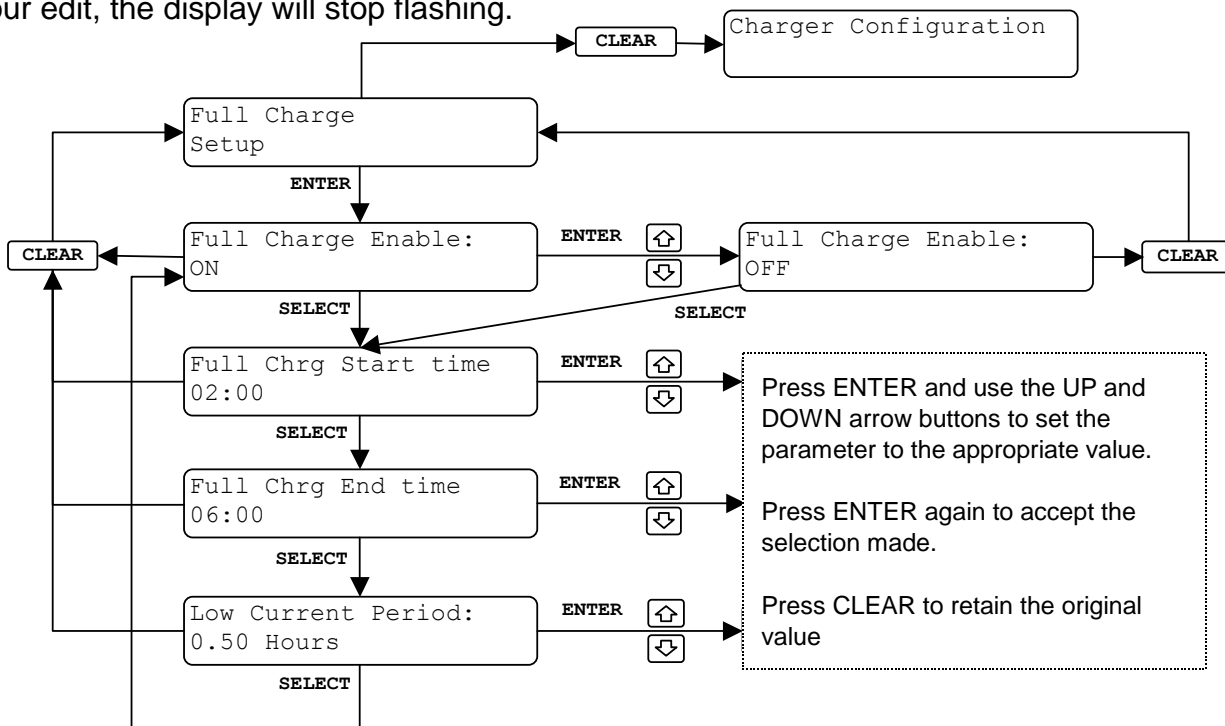 our edit, the display will stop flashing.
CLEAR
Charger Configuration
Full Charge
Setup
ENTER
CLEAR
Full Charge Enable:
ON
ENTER
Full Charge Enable:
OFF
CLEAR
SELECT
SELECT
Full Chrg Start time
02:00
ENTER
SELECT
Full Chrg End time
06:00
ENTER
SELECT
Low Current Period:
0.50 Hours
ENTER
SELECT
Press ENTER and use the UP and
DOWN arrow buttons to set the
parameter to the appropriate value.
Press ENTER again to accept the
selection made.
Press CLEAR to retain the original
value